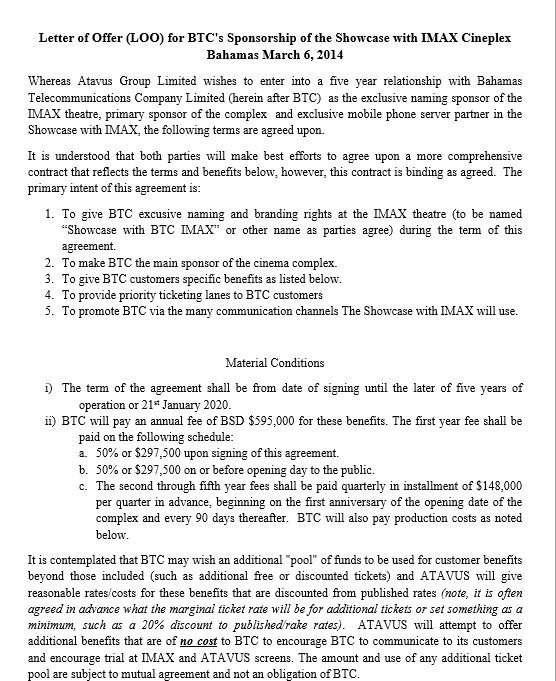 Letter of Offer (LOO) for BTC's Sponsorship of the Showcase with IMAX Cineplex
Bahamas March 6, 2014
Whereas Atavus Group Limited wishes to enter into a five year relationship with Bahamas
Telecommunications Company Limited (herein after BTC) as the exclusive naming sponsor of the
IMAX theatre, primary sponsor of the complex and exclusive mobile phone server partner in the
Showcase with IMAX, the following terms are agreed upon.
It is understood that both parties will make best efforts to agree upon a more comprehensive
contract that reflects the terms and benefits below, however, this contract is binding as agreed. The
primary intent of this agreement is:
1. To give BTC excusive naming and branding rights at the IMAX theatre (to be named
"Showcase with BTC IMAX" or other name as parties agree) during the term of this
agreement.
2. To make BTC the main sponsor of the cinema complex.
3. To give BTC customers specific benefits as listed below.
4. To provide priority ticketing lanes to BTC customers
5. To promote BTC via the many communication channels The Showcase with IMAX will use.
Material Conditions
i) The term of the agreement shall be from date of signing until the later of five years of
operation or 21st January 2020.
ii) BTC will pay an annual fee of BSD $595,000 for these benefits. The first year fee shall be
paid on the following schedule:
a. 50% or $297,500 upon signing of this agreement.
b. 50% or $297,500 on or before opening day to the public.
c. The second through fifth year fees shall be paid quarterly in installment of $148,000
per quarter in advance, beginning on the first anniversary of the opening date of the
complex and every 90 days thereafter. BTC will also pay production costs as noted
below.
It is contemplated that BTC may wish an additional "pool" of funds to be used for customer benefits
beyond those included (such as additional free or discounted tickets) and ATAVUS will give
reasonable rates/costs for these benefits that are discounted from published rates (note, it is often
agreed in advance what the marginal ticket rate will be for additional tickets or set something as a
minimum, such as a 20% discount to published/rake rates). ATAVUS will attempt to offer
additional benefits that are of no cost to BTC to encourage BTC to communicate to its customers
and encourage trial at IMAX and ATAVUS screens. The amount and use of any additional ticket
pool are subject to mutual agreement and not an obligation of BTC.